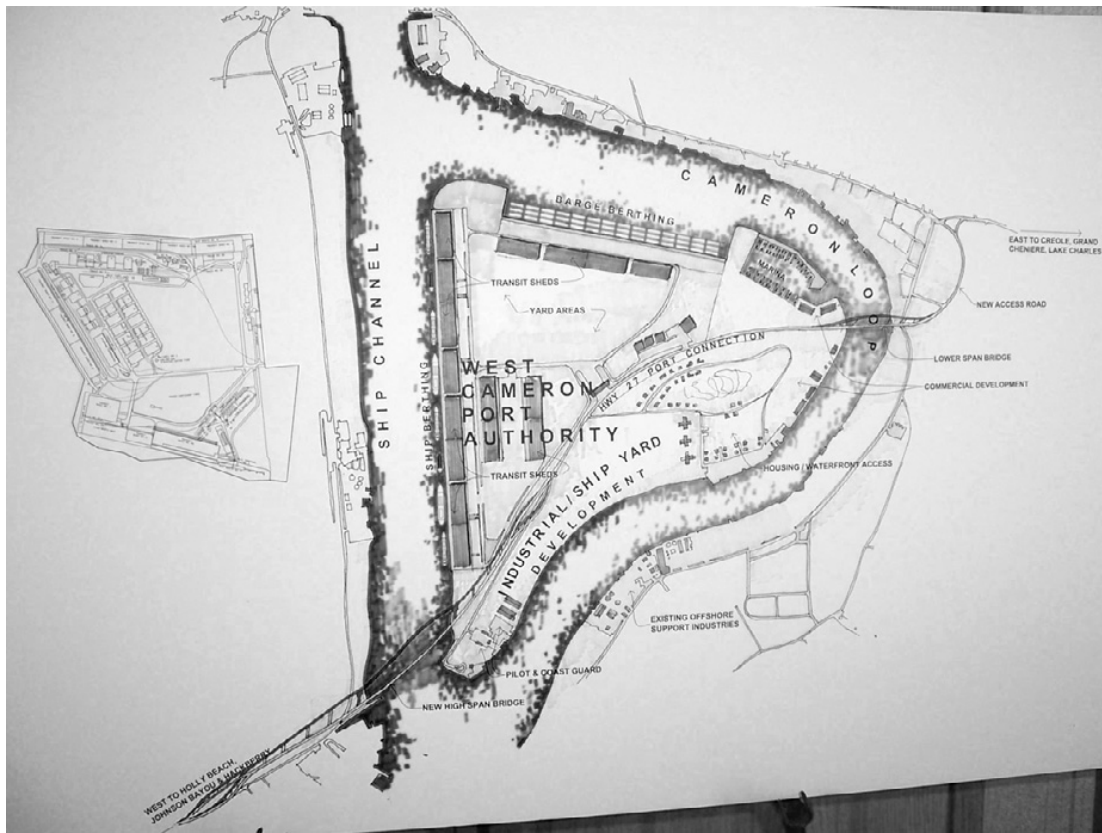 CAMERON LOOP
BARGE BERTHING
MARINA
EAST TO CREOLE, GRAND
CHENIERE, LAKE CHARLES
TRANSIT SHEDS
NEW ACCESS ROAD
YARD AREAS
SHIP CHANNEL
SHIP BERTHING
HWY 27 PORT CONNECTION
LOWER SPAN BRIDGE
WEST
CAMERON
PORT
AUTHORITY
COMMERCIAL DEVELOPMENT
TRANSIT SHEDS
HOUSING / WATERFRONT ACCESS
INDUSTRIAL/SHIP YARD
DEVELOPMENT
EXISTING OFFSHORE
SUPPORT INDUSTRIES
PILOT & COAST GUARD
NEW HIGH SPAN BRIDGE
WEST TO HOLLY BEACH,
JOHNSON BAYOU & HACKBERRY